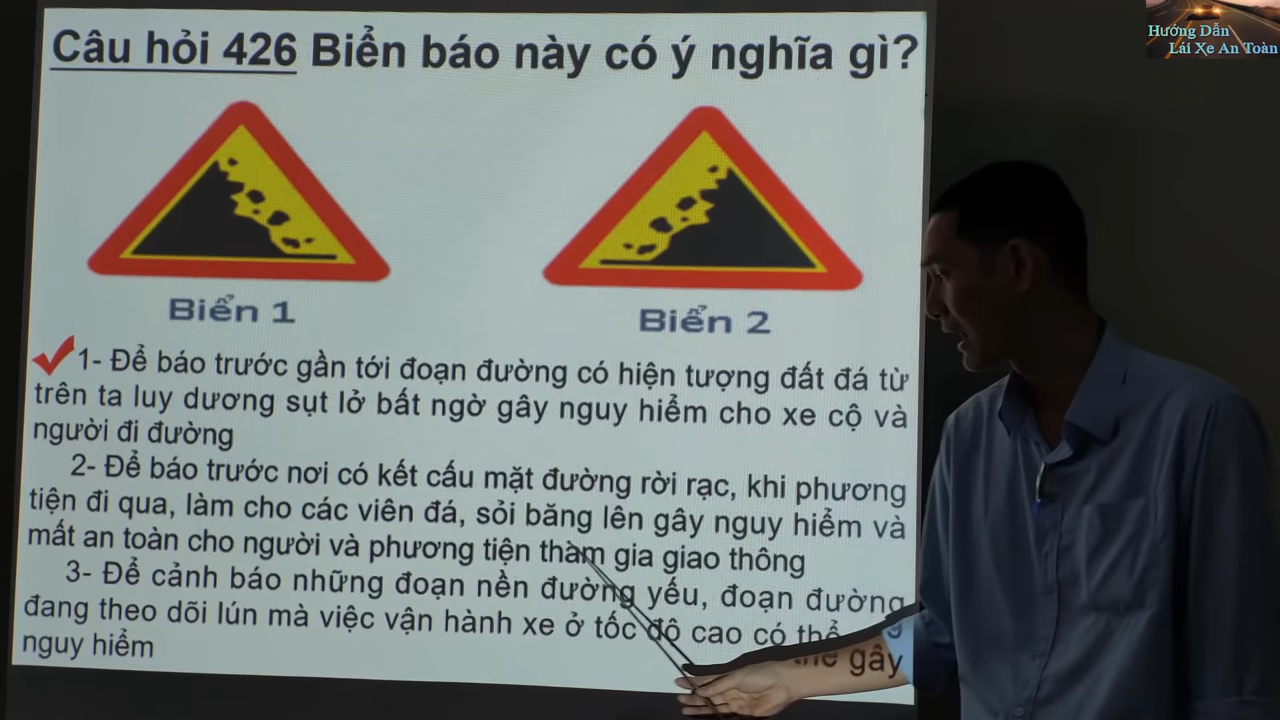 Hướng Dẫn
Lái Xe An Toàn
Câu hỏi 426 Biển báo này có ý nghĩa gì?
Biển 1
Biển 2
1- Để báo trước gần tới đoạn đường có hiện tượng đất đá từ
trên ta luy dương sụt lở bất ngờ gây nguy hiểm cho xe cộ và
người đi đường
2- Để báo trước nơi có kết cấu mặt đường rời rạc, khi phương
tiện đi qua, làm cho các viên đá, sỏi băng lên gây nguy hiểm và
mất an toàn cho người và phương tiện tham gia giao thông
3- Để cảnh báo những đoạn nền đường yếu, đoạn đường
đang theo dõi lún mà việc vận hành xe ở tốc độ cao có thể gây
nguy hiểm